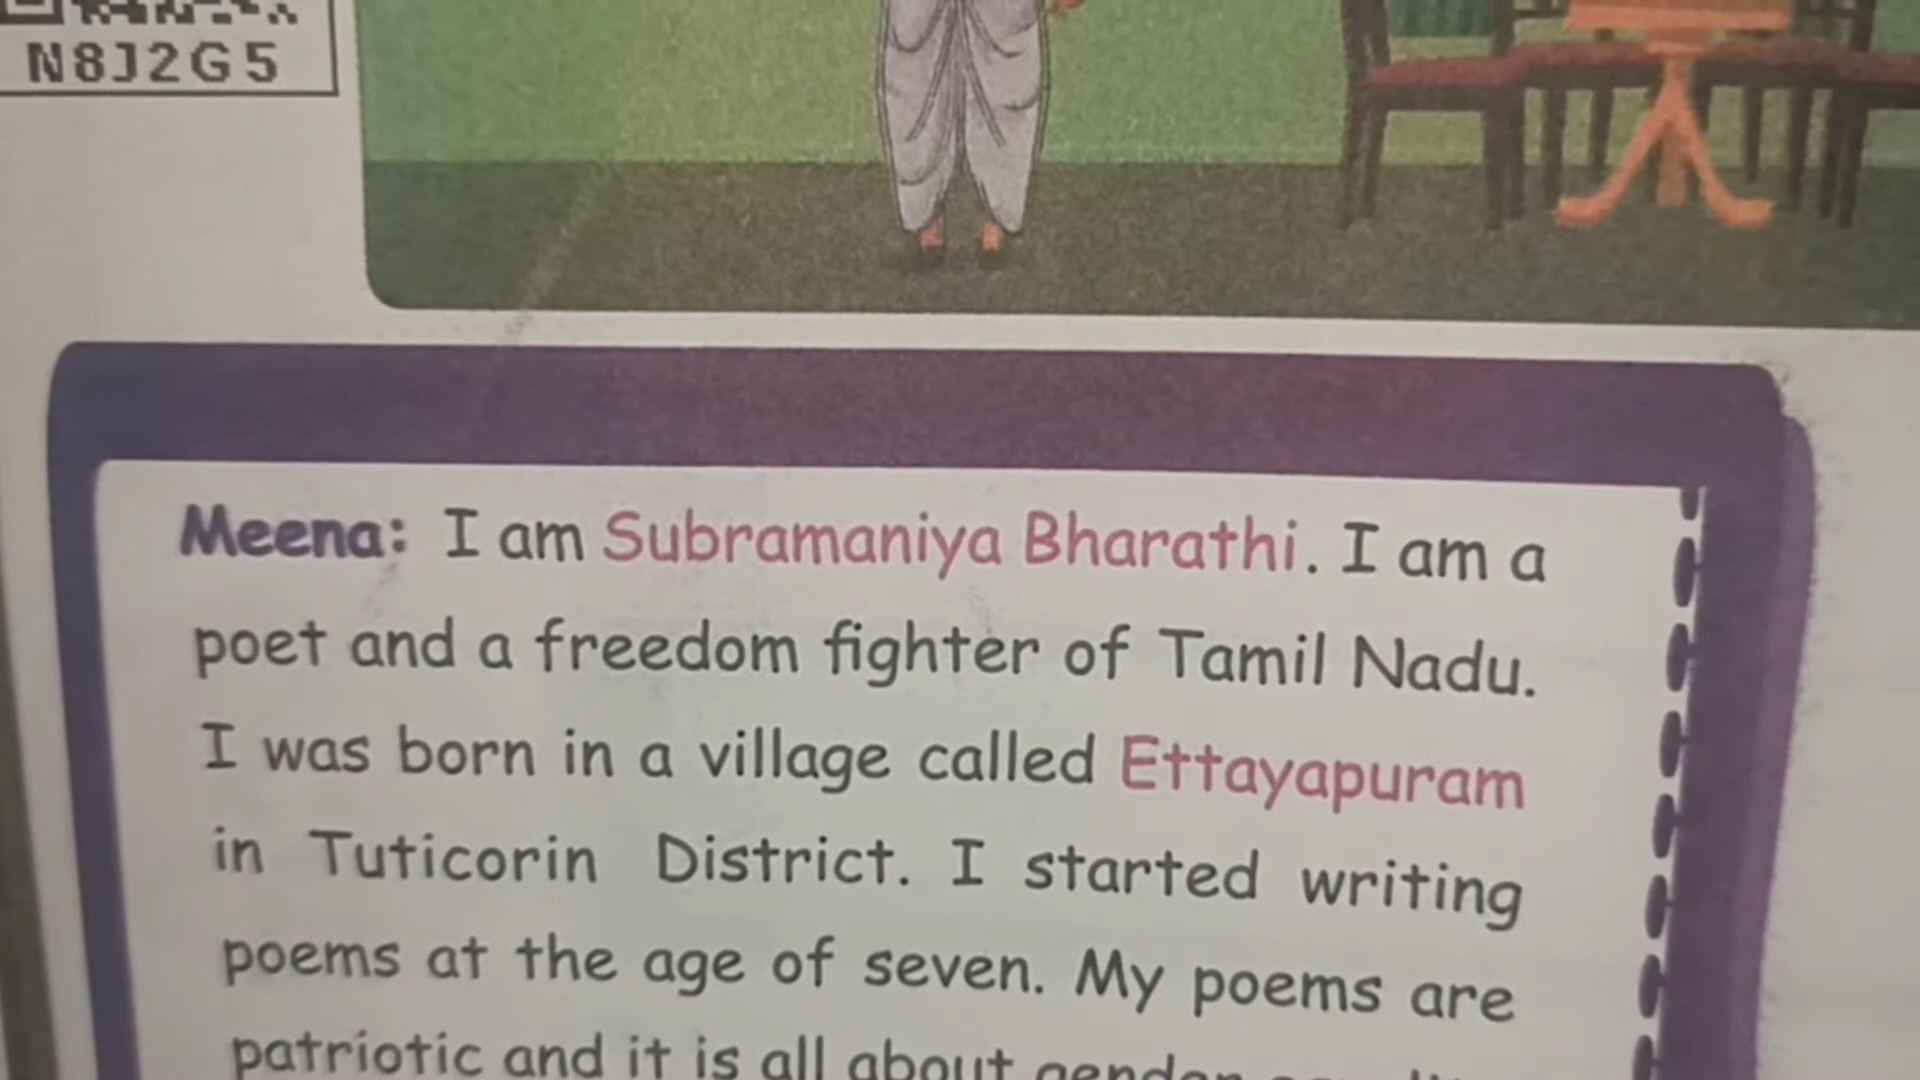 N8J2G5
Meena: I am Subramaniya Bharathi. I am a
poet and a freedom fighter of Tamil Nadu.
I was born in a village called Ettayapuram
in Tuticorin District. I started writing
poems at the age of seven. My poems are
patriotic and it is all about gender